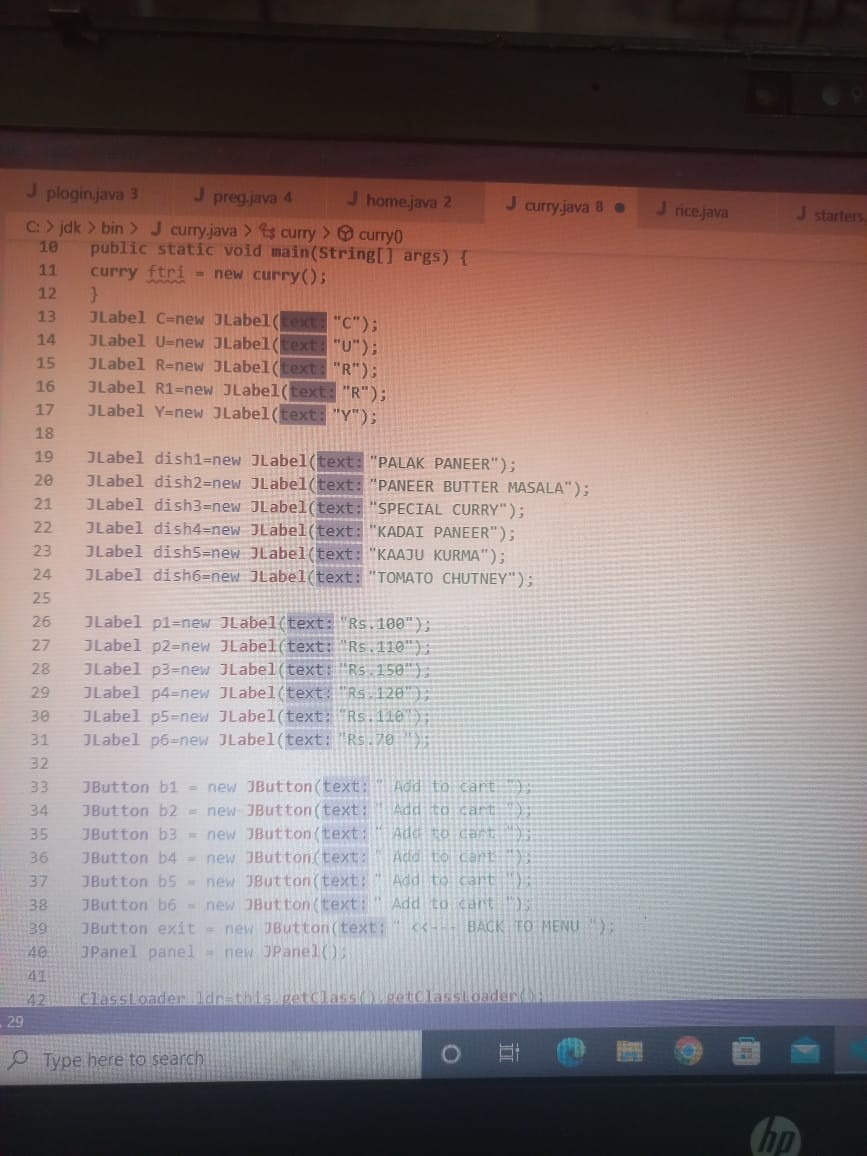 plogin.java 3 preg.java 4 home.java 2 curry.java 8 rice.java starters.
C: > jdk > bin > curry.java > curry > curry()
10 public static void main(String[] args) {
11 curry ftri = new curry();
12 }
13 JLabel C=new JLabel(text: "C");
14 JLabel U=new JLabel(text: "U");
15 JLabel R=new JLabel(text: "R");
16 JLabel R1=new JLabel(text: "R");
17 JLabel Y=new JLabel(text: "Y");
18
19 JLabel dish1=new JLabel(text: "PALAK PANEER");
20 JLabel dish2=new JLabel(text: "PANEER BUTTER MASALA");
21 JLabel dish3=new JLabel(text: "SPECIAL CURRY");
22 JLabel dish4=new JLabel(text: "KADAI PANEER");
23 JLabel dish5=new JLabel(text: "KAAJU KURMA");
24 JLabel dish6=new JLabel(text: "TOMATO CHUTNEY");
25
26 JLabel p1=new JLabel(text: "Rs.100");
27 JLabel p2=new JLabel(text: "Rs.110");
28 JLabel p3=new JLabel(text: "Rs.150");
29 JLabel p4=new JLabel(text: "Rs.120");
30 JLabel p5=new JLabel(text: "Rs.110");
31 JLabel p6=new JLabel(text: "Rs.70 ");
32
33 JButton b1 = new JButton(text: " Add to cart ");
34 JButton b2 = new JButton(text: " Add to cart ");
35 JButton b3 = new JButton(text: " Add to cart ");
36 JButton b4 = new JButton(text: " Add to cart ");
37 JButton b5 = new JButton(text: " Add to cart ");
38 JButton b6 = new JButton(text: " Add to cart ");
39 JButton exit = new JButton(text: " <<--- BACK TO MENU ");
40 JPanel panel = new JPanel();
41
42 ClassLoader ldr=this.getClass().getClassLoader();
29
Type here to search
hp